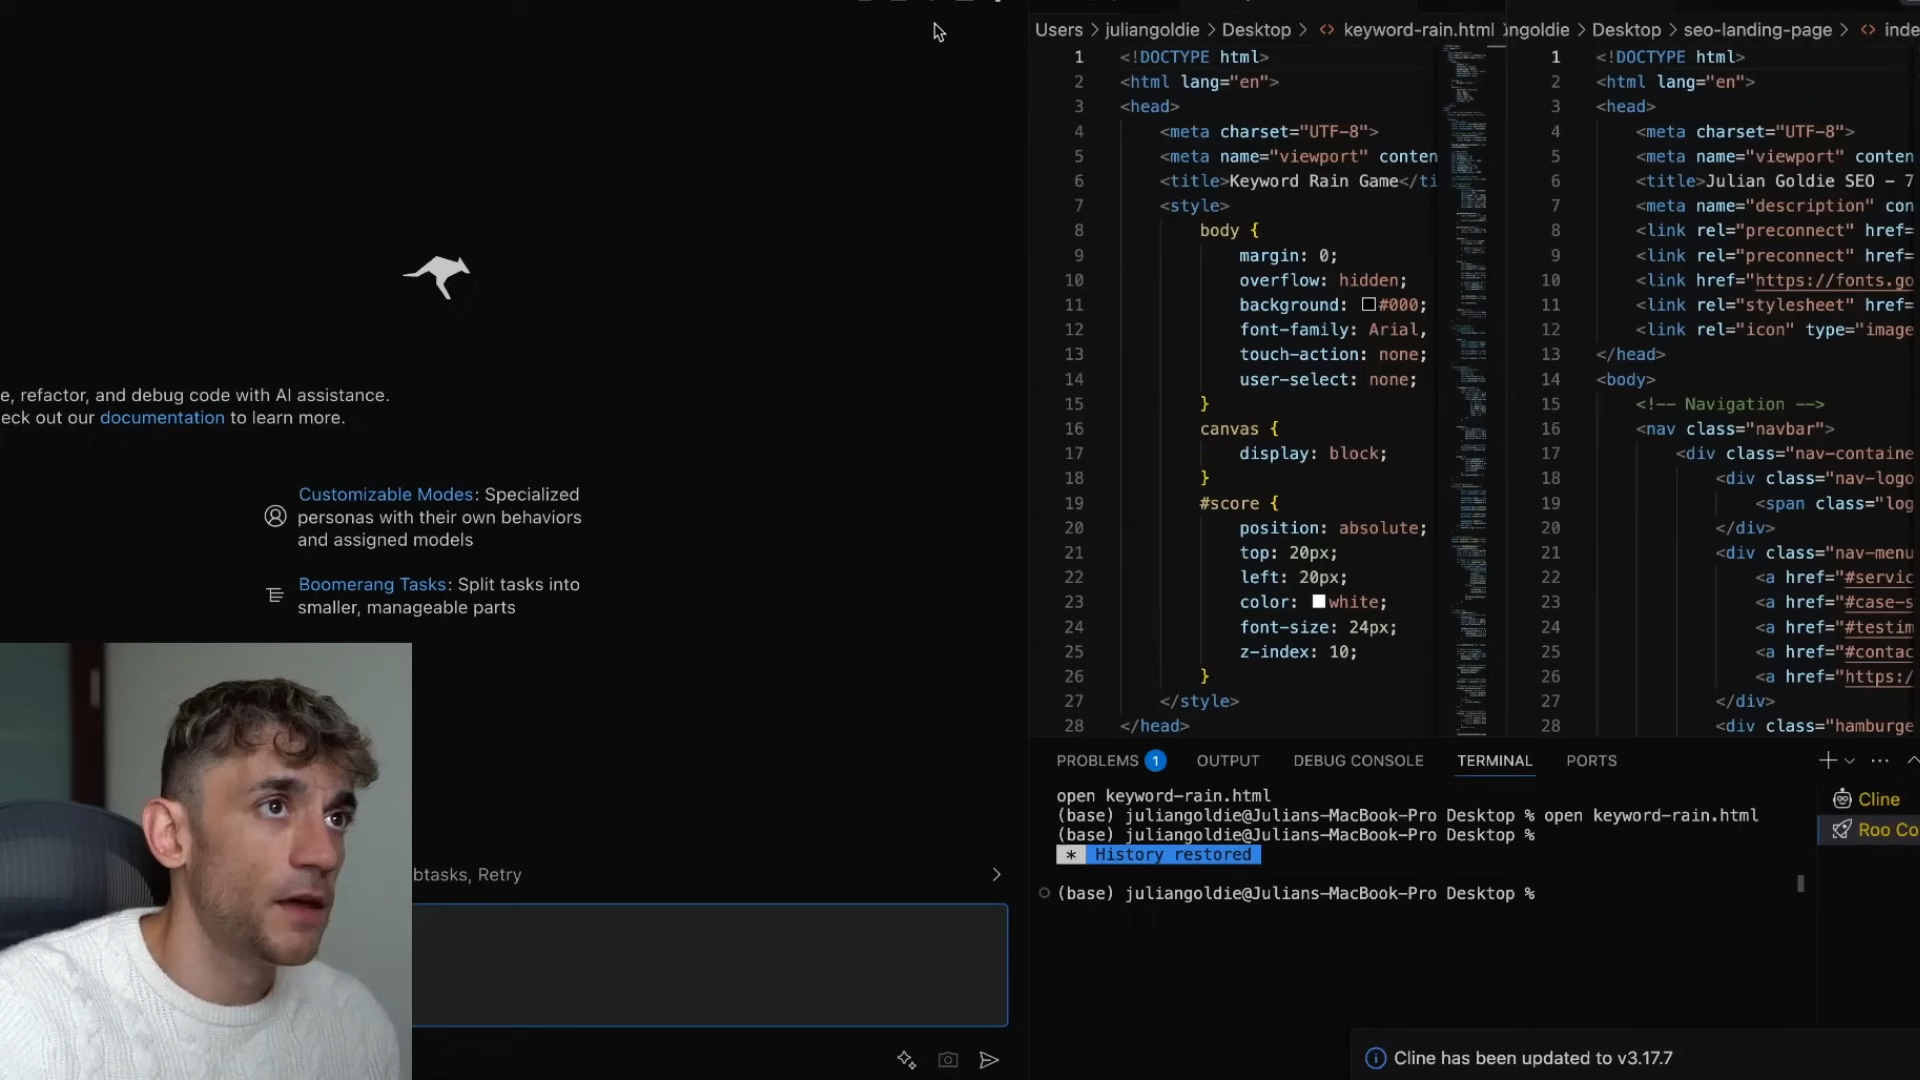 e, refactor, and debug code with AI assistance.
eck out our documentation to learn more.
Customizable Modes: Specialized
personas with their own behaviors
and assigned models
Boomerang Tasks: Split tasks into
smaller, manageable parts
btasks, Retry
Users > juliangoldie > Desktop > <> keyword-rain.html
1 <!DOCTYPE html>
2 <html lang="en">
3 <head>
4 <meta charset="UTF-8">
5 <meta name="viewport" conten
6 <title>Keyword Rain Game</ti
7 <style>
8 body {
9 margin: 0;
10 overflow: hidden;
11 background: #000;
12 font-family: Arial,
13 touch-action: none;
14 user-select: none;
15 }
16 canvas {
17 display: block;
18 }
19 #score {
20 position: absolute;
21 top: 20px;
22 left: 20px;
23 color: white;
24 font-size: 24px;
25 z-index: 10;
26 }
27 </style>
28 </head>
ngoldie > Desktop > seo-landing-page > <> inde
1 <!DOCTYPE html>
2 <html lang="en">
3 <head>
4 <meta charset="UTF-8">
5 <meta name="viewport" conten
6 <title>Julian Goldie SEO - 7
7 <meta name="description" con
8 <link rel="preconnect" href=
9 <link rel="preconnect" href=
10 <link href="https://fonts.go
11 <link rel="stylesheet" href=
12 <link rel="icon" type="image
13 </head>
14 <body>
15 <!-- Navigation -->
16 <nav class="navbar">
17 <div class="nav-containe
18 <div class="nav-logo
19 <span class="log
20 </div>
21 <div class="nav-menu
22 <a href="#servic
23 <a href="#case-s
24 <a href="#testim
25 <a href="#contac
26 <a href="https:/
27 </div>
28 <div class="hamburge
PROBLEMS 1 OUTPUT DEBUG CONSOLE TERMINAL PORTS
open keyword-rain.html
(base) juliangoldie@Julians-MacBook-Pro Desktop % open keyword-rain.html
(base) juliangoldie@Julians-MacBook-Pro Desktop %
* History restored
(base) juliangoldie@Julians-MacBook-Pro Desktop %
Cline
Roo Co
Cline has been updated to v3.17.7